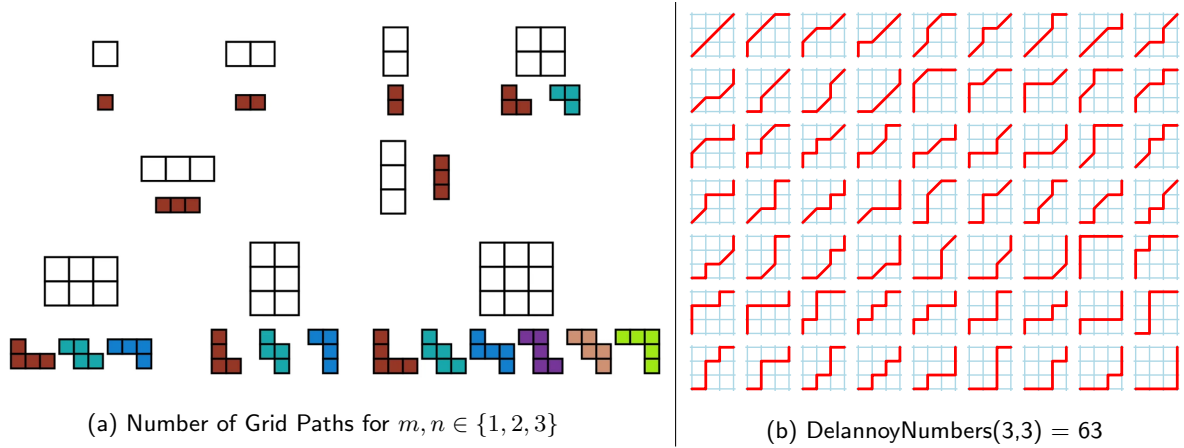 (a) Number of Grid Paths for m, n ∈ {1, 2, 3}
(b) DelannoyNumbers(3,3) = 63